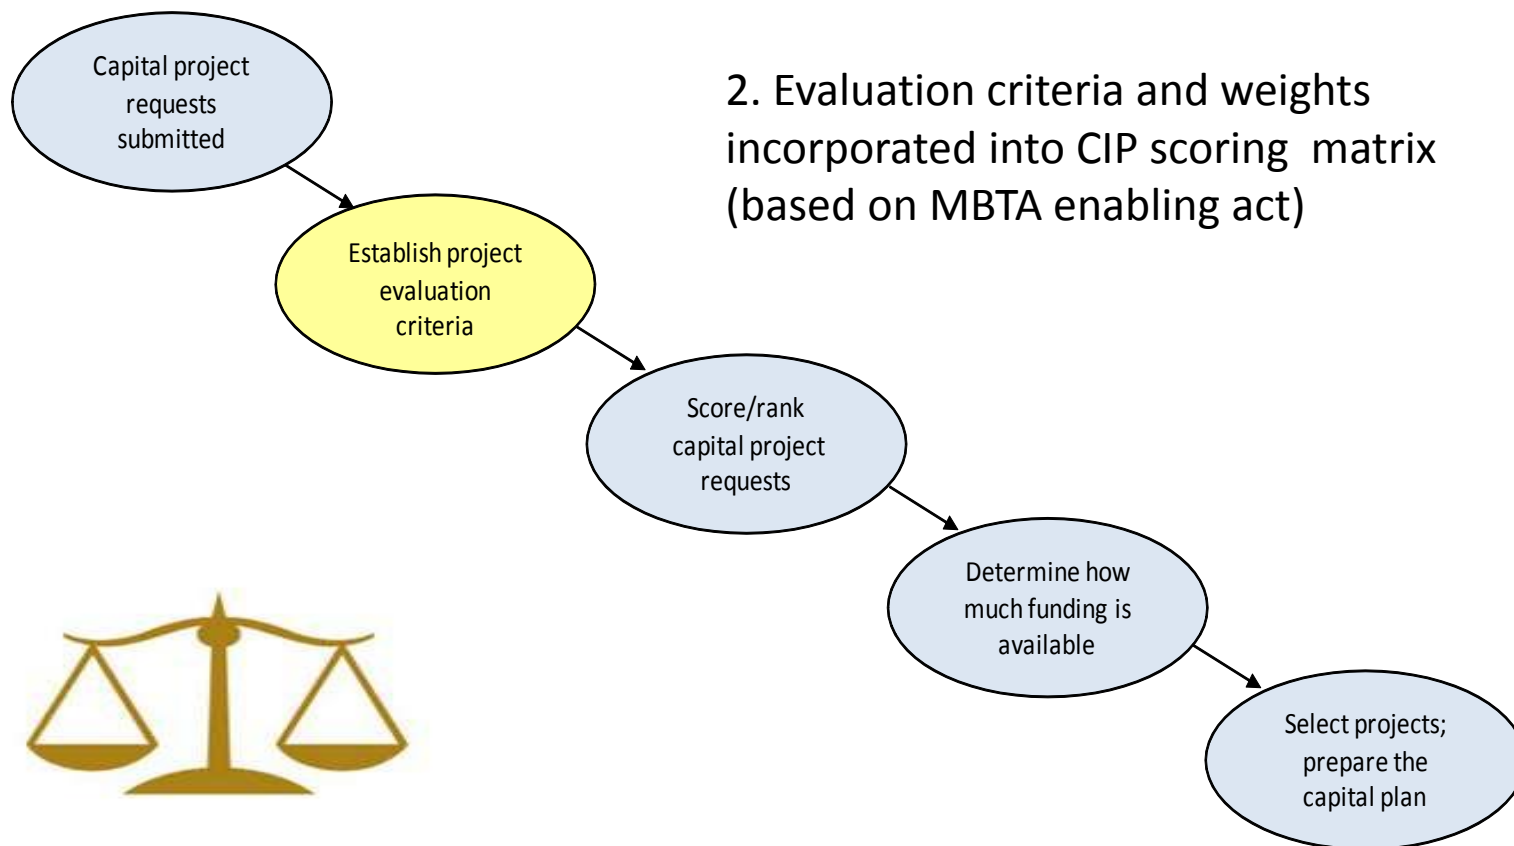 Capital project
requests
submitted
2. Evaluation criteria and weights
incorporated into CIP scoring matrix
(based on MBTA enabling act)
Establish project
evaluation
criteria
Score/rank
capital project
requests
Determine how
much funding is
available
Select projects;
prepare the
capital plan